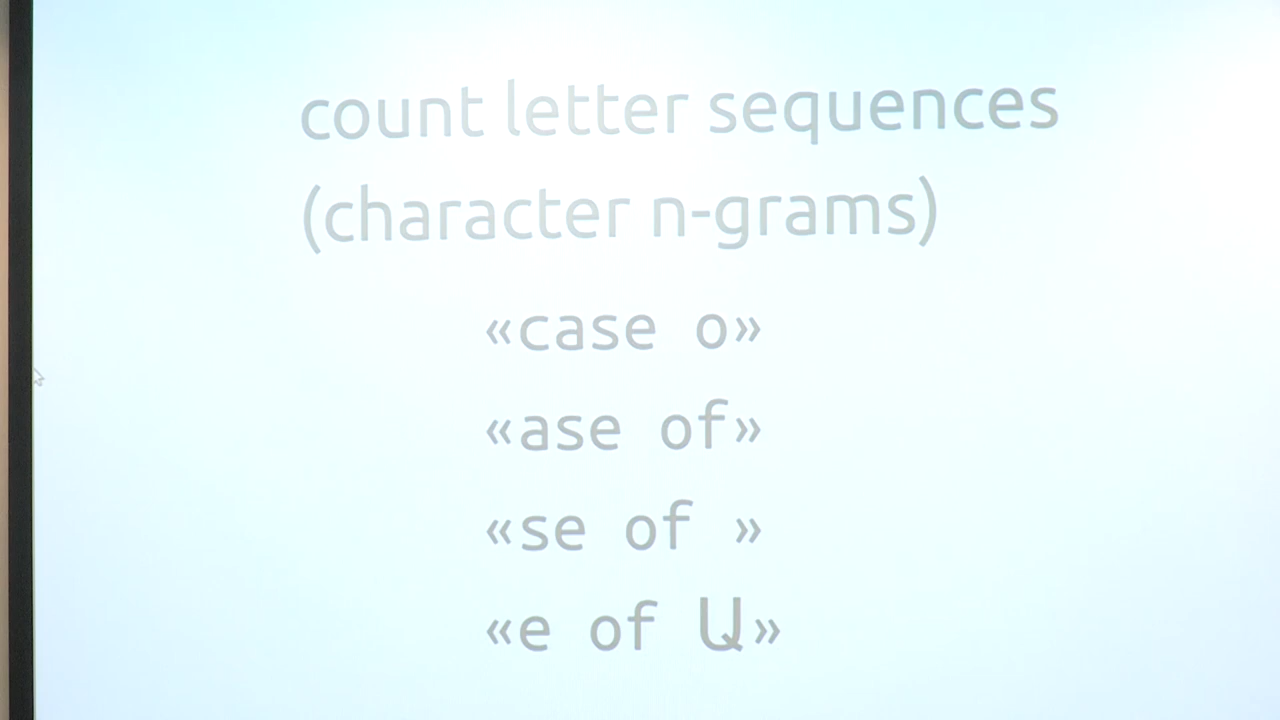 count letter sequences
(character n-grams)
«case o»
«ase of»
«se of »
«e of Ա»